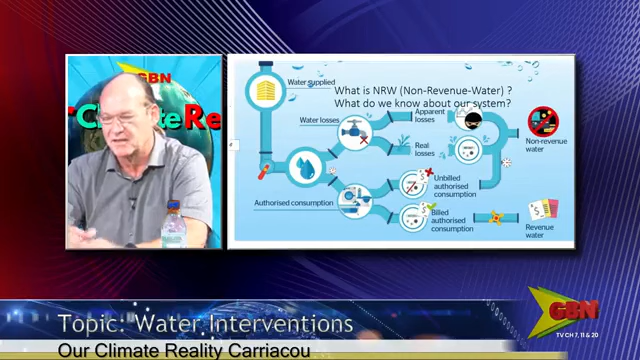 GBN
ClimateRe
Water supplied
What is NRW (Non-Revenue-Water) ?
What do we know about our system?
Apparent
losses
Water losses
Real
losses
Non-revenue
water
Unbilled
authorised
consumption
Authorised consumption
Billed
authorised
consumption
Revenue
water
GBN
TV CH 7, 11 & 20
Topic: Water Interventions
Our Climate Reality Carriacou